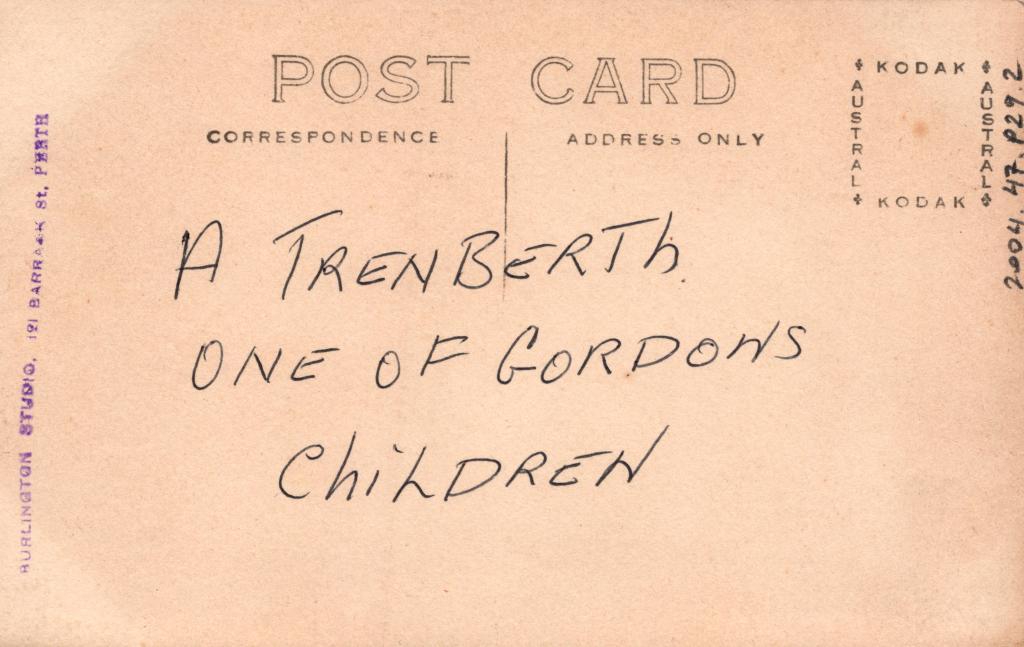 POST CARD
CORRESPONDENCE
ADDRESS ONLY
KODAK
AUSTRAL
AUSTRAL
KODAK
2004.47.P29.2
A TRENBERTh.
ONE OF GORDONS
ChiLDREN
BURLINGTON STUDIO, 121 BARRACK St, PERTH